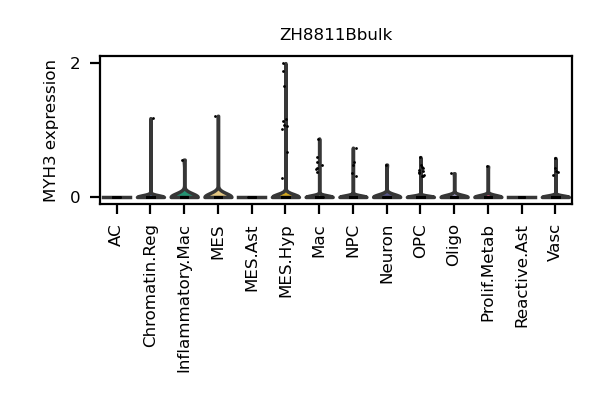 ZH8811Bbulk
MYH3 expression
2
0
AC
Chromatin.Reg
Inflammatory.Mac
MES
MES.Ast
MES.Hyp
Mac
NPC
Neuron
OPC
Oligo
Prolif.Metab
Reactive.Ast
Vasc